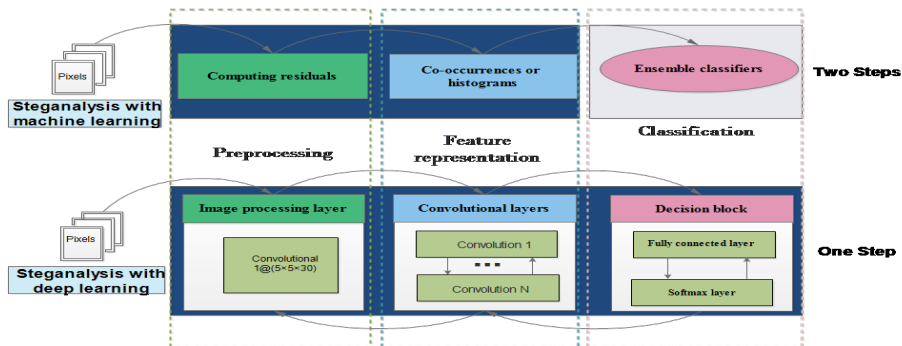 Pixels
Steganalysis with
machine learning
Computing residuals
Co-occurrences or
histograms
Ensemble classifiers
Two Steps
Preprocessing
Feature
representation
Classification
Pixels
Steganalysis with
deep learning
Image processing layer
Convolutional
1@(5×5×30)
Convolutional layers
Convolution 1
...
Convolution N
Decision block
Fully connected layer
Softmax layer
One Step